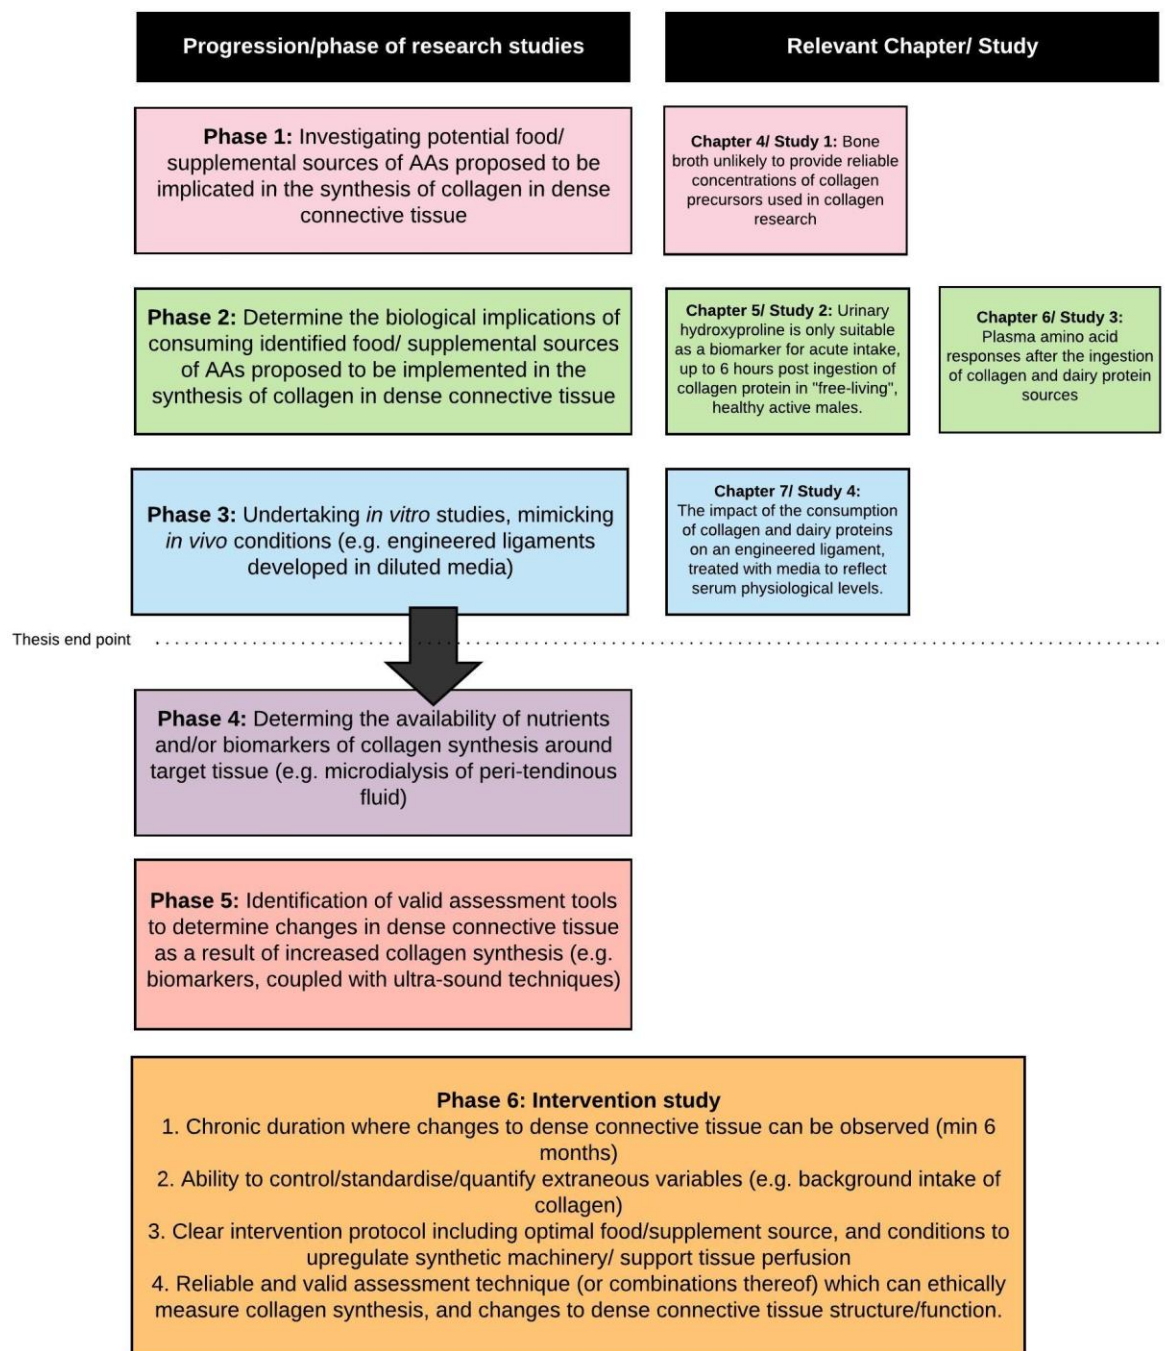 Progression/phase of research studies
Relevant Chapter/ Study
Phase 1: Investigating potential food/
supplemental sources of AAs proposed to be
implicated in the synthesis of collagen in dense
connective tissue
Chapter 4/ Study 1: Bone
broth unlikely to provide reliable
concentrations of collagen
precursors used in collagen
research
Phase 2: Determine the biological implications of
consuming identified food/ supplemental sources
of AAs proposed to be implemented in the
synthesis of collagen in dense connective tissue
Chapter 5/ Study 2: Urinary
hydroxyproline is only suitable
as a biomarker for acute intake,
up to 6 hours post ingestion of
collagen protein in "free-living",
healthy active males.
Chapter 6/ Study 3:
Plasma amino acid
responses after the ingestion
of collagen and dairy protein
sources
Phase 3: Undertaking in vitro studies, mimicking
in vivo conditions (e.g. engineered ligaments
developed in diluted media)
Chapter 7/ Study 4:
The impact of the consumption
of collagen and dairy proteins
on an engineered ligament,
treated with media to reflect
serum physiological levels.
Thesis end point
Phase 4: Determing the availability of nutrients
and/or biomarkers of collagen synthesis around
target tissue (e.g. microdialysis of peri-tendinous
fluid)
Phase 5: Identification of valid assessment tools
to determine changes in dense connective tissue
as a result of increased collagen synthesis (e.g.
biomarkers, coupled with ultra-sound techniques)
Phase 6: Intervention study
1. Chronic duration where changes to dense connective tissue can be observed (min 6
months)
2. Ability to control/standardise/quantify extraneous variables (e.g. background intake of
collagen)
3. Clear intervention protocol including optimal food/supplement source, and conditions to
upregulate synthetic machinery/ support tissue perfusion
4. Reliable and valid assessment technique (or combinations thereof) which can ethically
measure collagen synthesis, and changes to dense connective tissue structure/function.